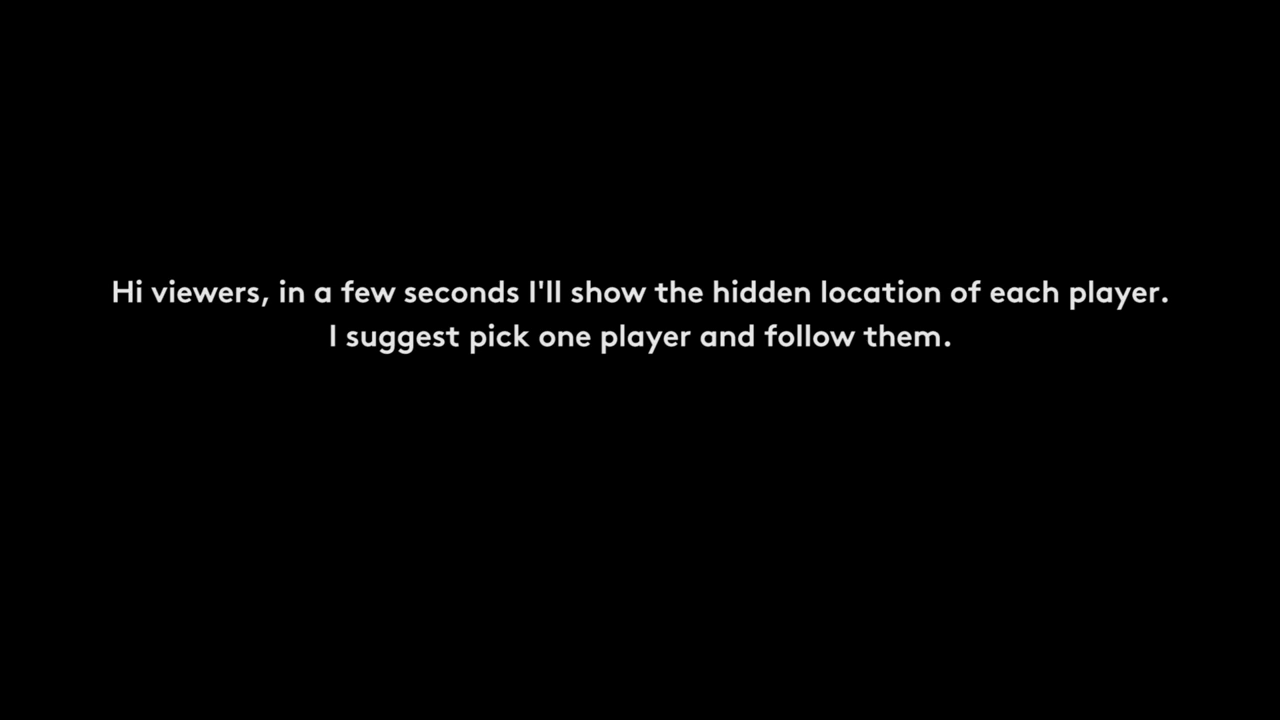 Hi viewers, in a few seconds I'll show the hidden location of each player.
I suggest pick one player and follow them.